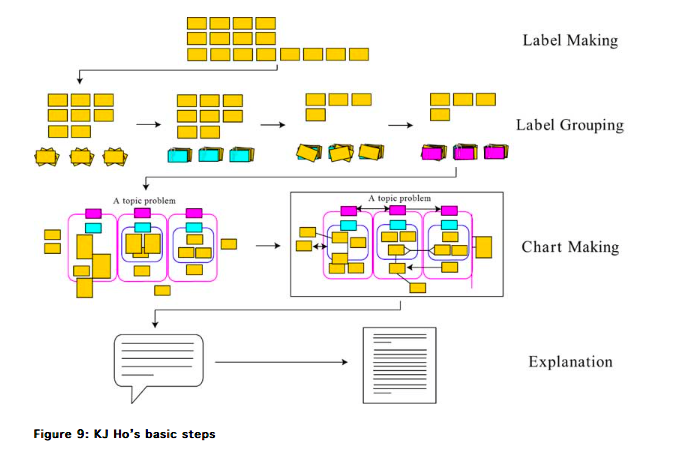 Label Making
Label Grouping
A topic problem
A topic problem
Chart Making
Explanation
Figure 9: KJ Ho's basic steps